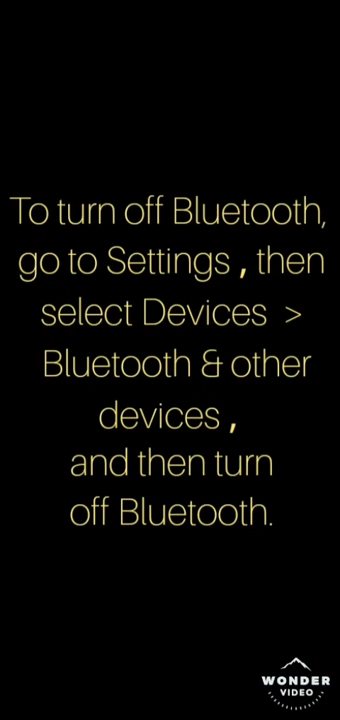 To turn off Bluetooth,
go to Settings , then
select Devices >
Bluetooth & other
devices ,
and then turn
off Bluetooth.
WONDER
VIDEO